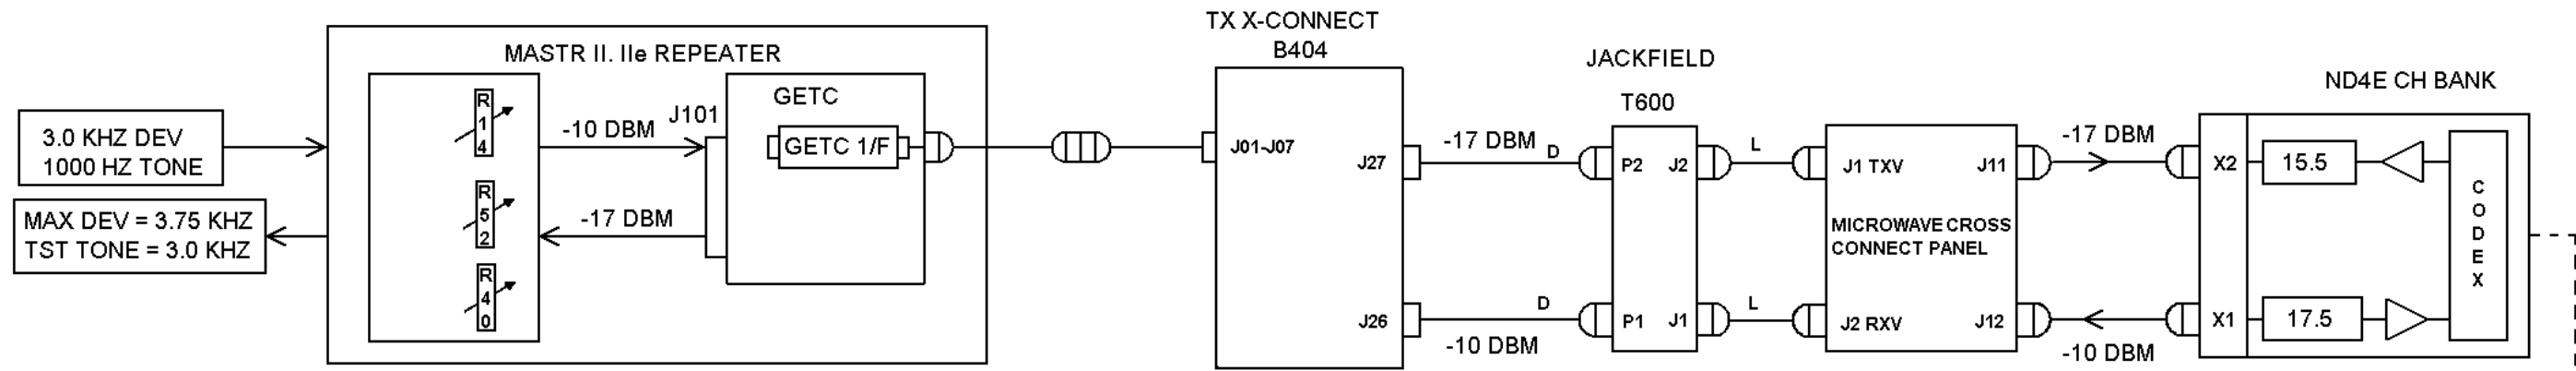 3.0 KHZ DEV
1000 HZ TONE
MAX DEV = 3.75 KHZ
TST TONE = 3.0 KHZ
MASTR II. IIe REPEATER
R
1
4
R
5
2
R
4
0
-10 DBM
-17 DBM
J101
GETC
GETC 1/F
TX X-CONNECT
B404
J01-J07
J27
J26
-17 DBM
D
D
-10 DBM
JACKFIELD
T600
P2
J2
P1
J1
L
L
J1 TXV
J11
MICROWAVE CROSS
CONNECT PANEL
J2 RXV
J12
-17 DBM
-10 DBM
ND4E CH BANK
X2
15.5
X1
17.5
C
O
D
E
X